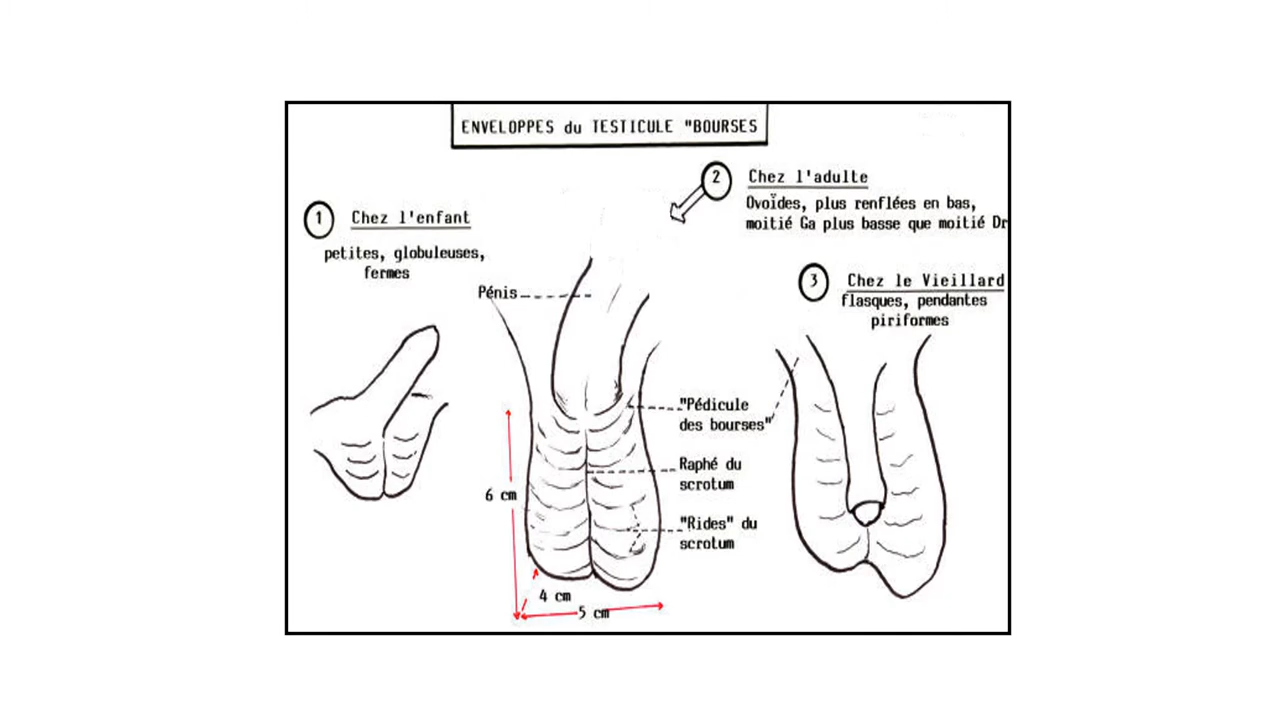 ENVELOPPES du TESTICULE "BOURSES
1 Chez l'enfant
petites, globuleuses,
fermes
2 Chez l'adulte
Ovoïdes, plus renflées en bas,
moitié Ga plus basse que moitié Dr
3 Chez le Vieillard
flasques, pendantes
piriformes
Pénis
"Pédicule
des bourses"
Raphé du
scrotum
"Rides" du
scrotum
6 cm
4 cm
5 cm